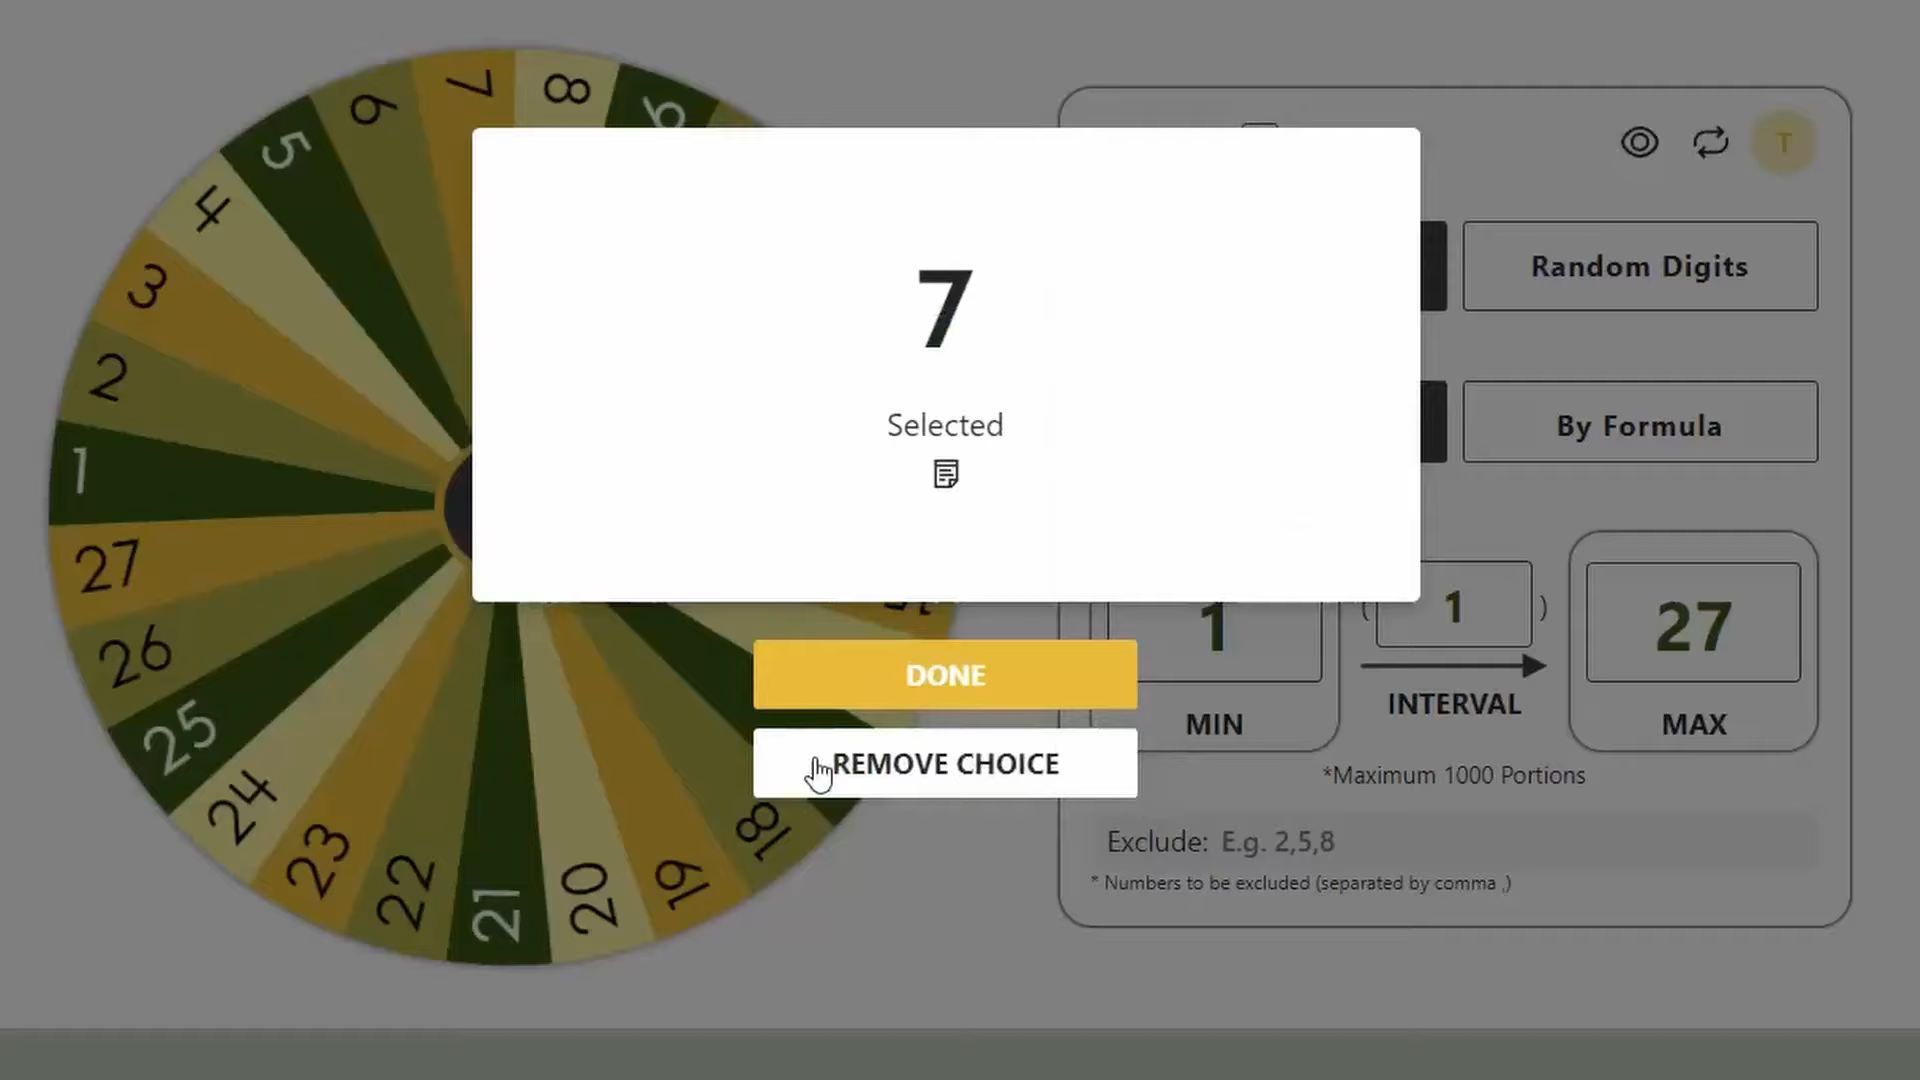 7
8
9
6
5
4
3
2
1
27
26
25
24
23
22
21
20
19
18
T
Random Digits
By Formula
7
Selected
DONE
REMOVE CHOICE
1
MIN
( 1 )
INTERVAL
27
MAX
*Maximum 1000 Portions
Exclude: E.g. 2,5,8
* Numbers to be excluded (separated by comma ,)